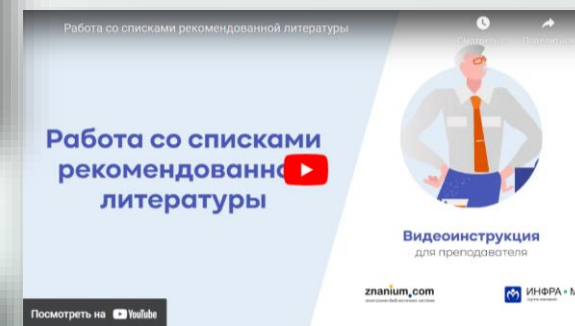 Работа со списками рекомендованной литературы
Работа со списками
рекомендованно
литературы
Видеоинструкция
для преподавателя
znanium.com
ИНФРА • М
Посмотреть на YouTube